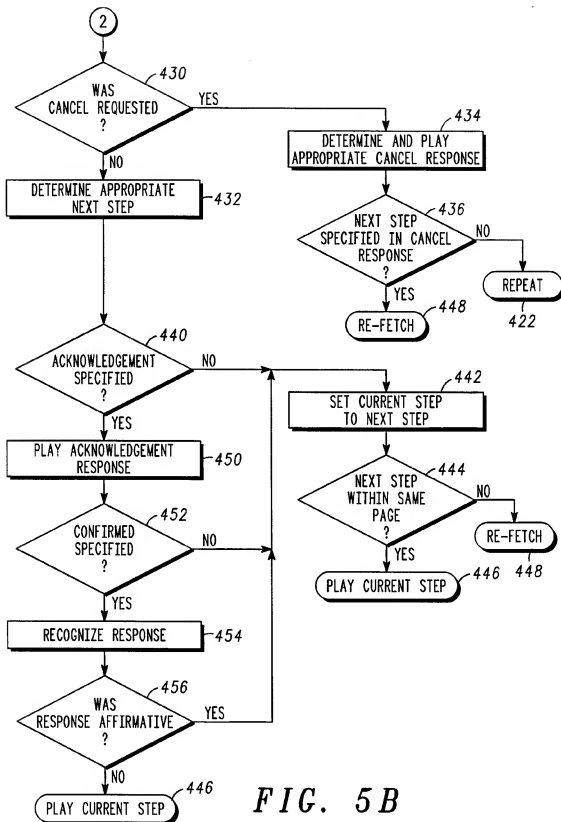 2
430
WAS
CANCEL REQUESTED
?
YES
NO
434
DETERMINE AND PLAY
APPROPRIATE CANCEL RESPONSE
DETERMINE APPROPRIATE
NEXT STEP
432
436
NEXT STEP
SPECIFIED IN CANCEL
RESPONSE
?
NO
YES
REPEAT
422
448
RE-FETCH
440
ACKNOWLEDGEMENT
SPECIFIED
?
NO
YES
442
SET CURRENT STEP
TO NEXT STEP
PLAY ACKNOWLEDGEMENT
RESPONSE
450
444
NEXT STEP
WITHIN SAME
PAGE
?
NO
YES
RE-FETCH
448
452
CONFIRMED
SPECIFIED
?
NO
YES
PLAY CURRENT STEP
446
RECOGNIZE RESPONSE
454
456
WAS
RESPONSE AFFIRMATIVE
?
YES
NO
446
PLAY CURRENT STEP
FIG. 5B